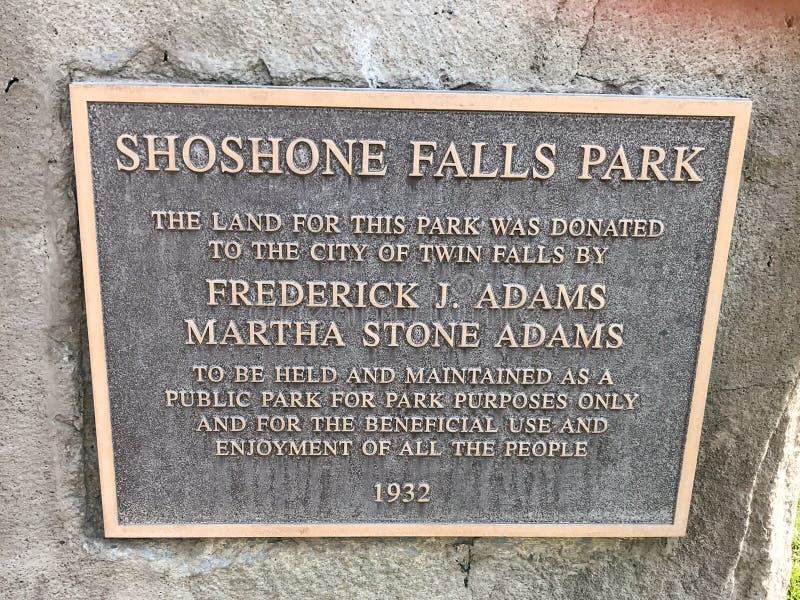 SHOSHONE FALLS PARK
THE LAND FOR THIS PARK WAS DONATED
TO THE CITY OF TWIN FALLS BY
FREDERICK J. ADAMS
MARTHA STONE ADAMS
TO BE HELD AND MAINTAINED AS A
PUBLIC PARK FOR PARK PURPOSES ONLY
AND FOR THE BENEFICIAL USE AND
ENJOYMENT OF ALL THE PEOPLE
1932